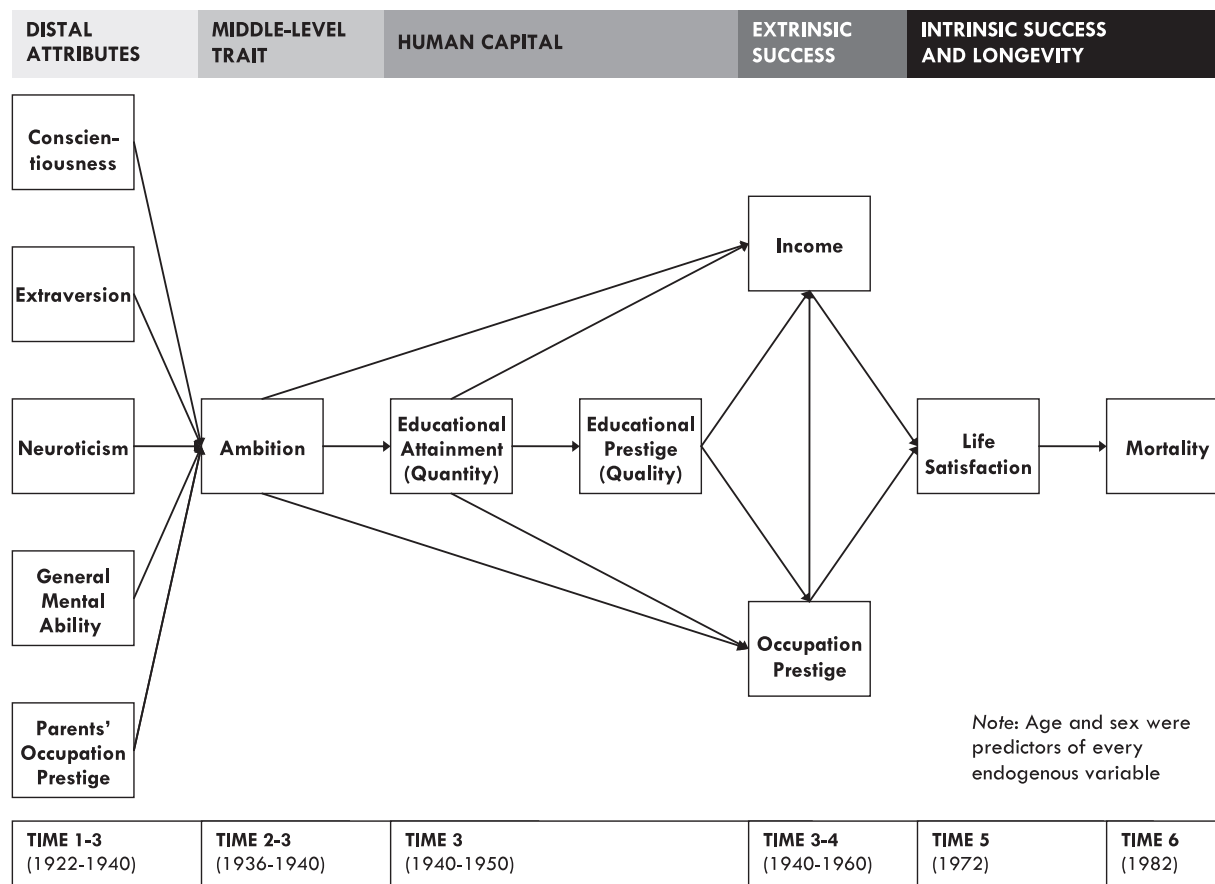 DISTAL
ATTRIBUTES
MIDDLE-LEVEL
TRAIT
HUMAN CAPITAL
EXTRINSIC
SUCCESS
INTRINSIC SUCCESS
AND LONGEVITY
Conscien-
tiousness
Extraversion
Neuroticism
General
Mental
Ability
Parents’
Occupation
Prestige
Ambition
Educational
Attainment
(Quantity)
Educational
Prestige
(Quality)
Income
Occupation
Prestige
Life
Satisfaction
Mortality
Note: Age and sex were
predictors of every
endogenous variable
TIME 1-3
(1922-1940)
TIME 2-3
(1936-1940)
TIME 3
(1940-1950)
TIME 3-4
(1940-1960)
TIME 5
(1972)
TIME 6
(1982)